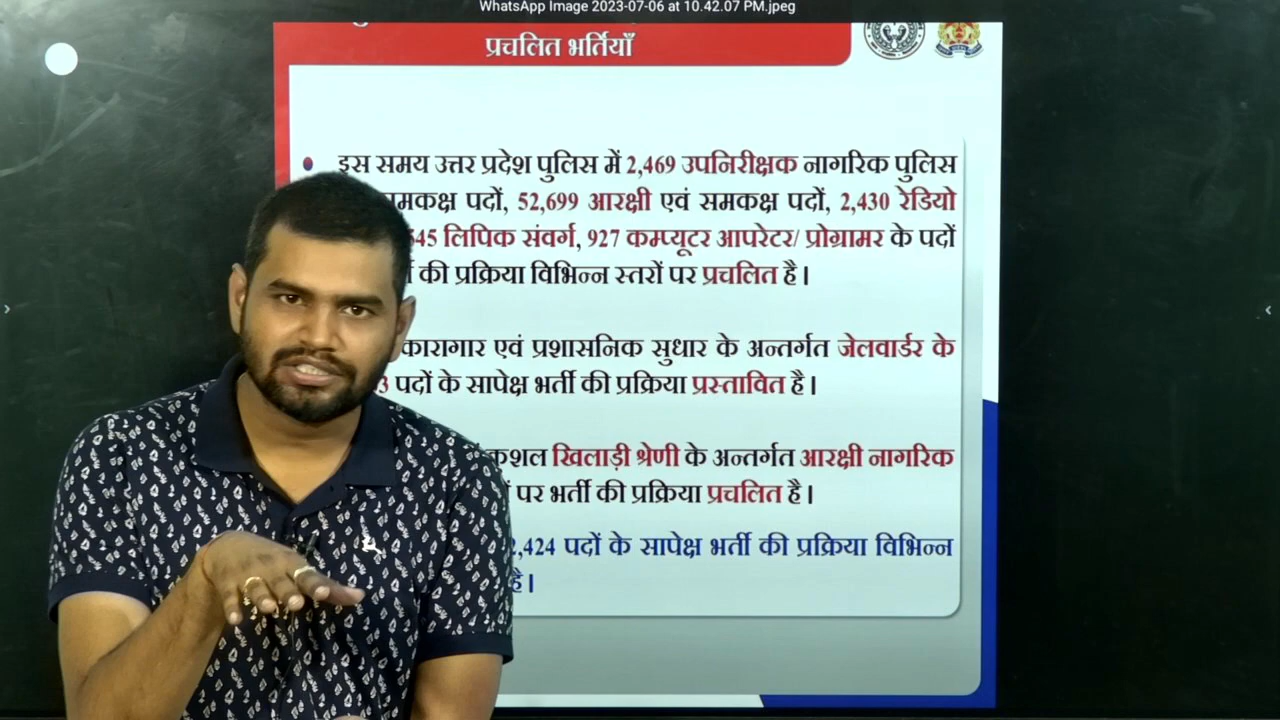 WhatsApp Image 2023-07-06 at 10.42.07 PM.jpeg
प्रचलित भर्तियाँ
इस समय उत्तर प्रदेश पुलिस में 2,469 उपनिरीक्षक नागरिक पुलिस
समकक्ष पदों, 52,699 आरक्षी एवं समकक्ष पदों, 2,430 रेडियो
लिपिक संवर्ग, 927 कम्प्यूटर आपरेटर/ प्रोग्रामर के पदों
की प्रक्रिया विभिन्न स्तरों पर प्रचलित है।
कारागार एवं प्रशासनिक सुधार के अन्तर्गत जेलवार्डर के
पदों के सापेक्ष भर्ती की प्रक्रिया प्रस्तावित है।
खिलाड़ी श्रेणी के अन्तर्गत आरक्षी नागरिक
पर भर्ती की प्रक्रिया प्रचलित है।
2,424 पदों के सापेक्ष भर्ती की प्रक्रिया विभिन्न
है।